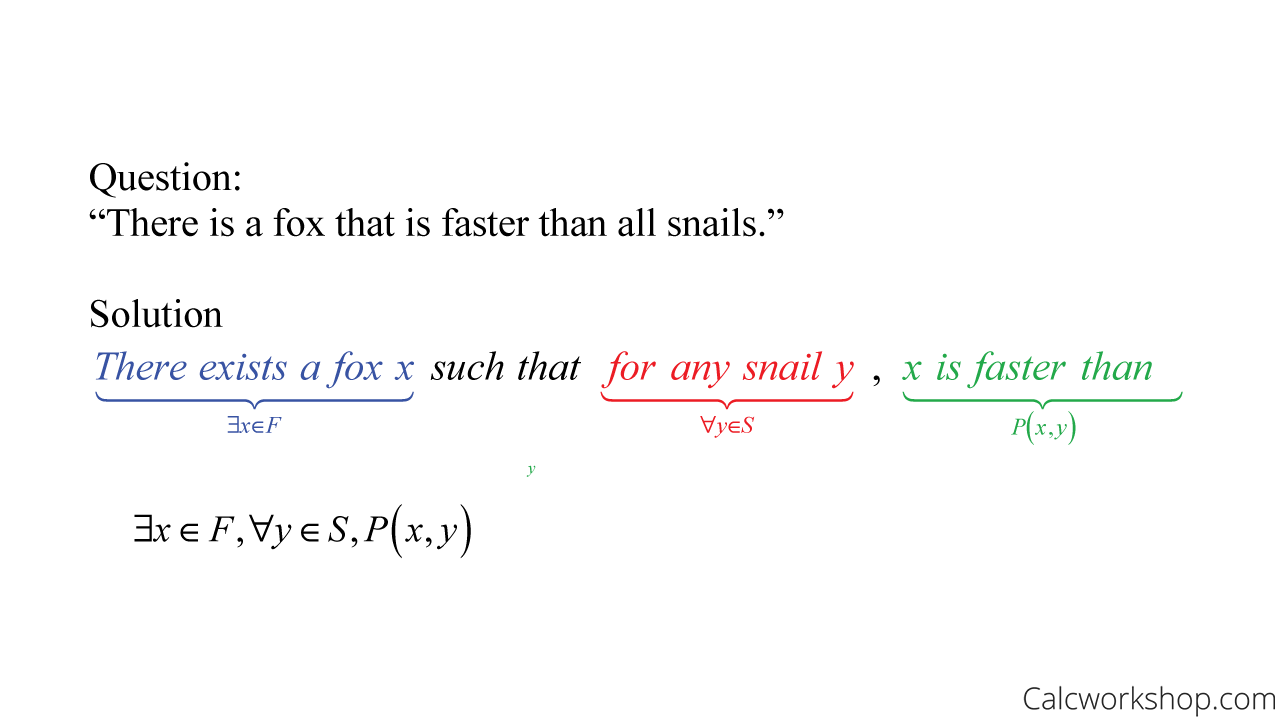 Question:
“There is a fox that is faster than all snails.”
Solution
There exists a fox x such that for any snail y , x is faster than
∃x∈F ∀y∈S P(x,y)
y
∃x ∈ F,∀y ∈ S,P(x,y)
Calcworkshop.com